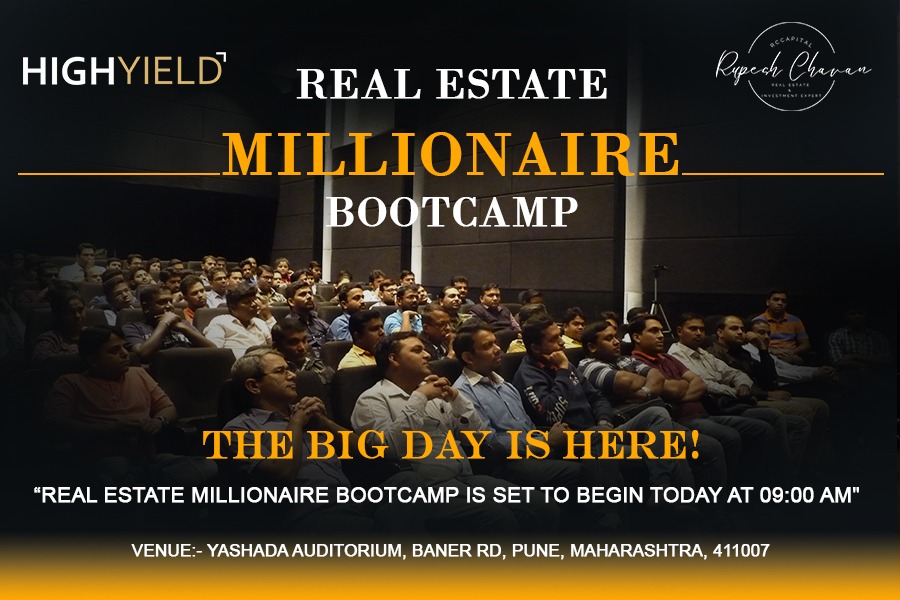 HIGHYIELD
RCCAPITAL
Rupesh Chavan
REAL ESTATE
&
INVESTMENT EXPERT
REAL ESTATE
MILLIONAIRE
BOOTCAMP
THE BIG DAY IS HERE!
“REAL ESTATE MILLIONAIRE BOOTCAMP IS SET TO BEGIN TODAY AT 09:00 AM"
VENUE:- YASHADA AUDITORIUM, BANER RD, PUNE, MAHARASHTRA, 411007